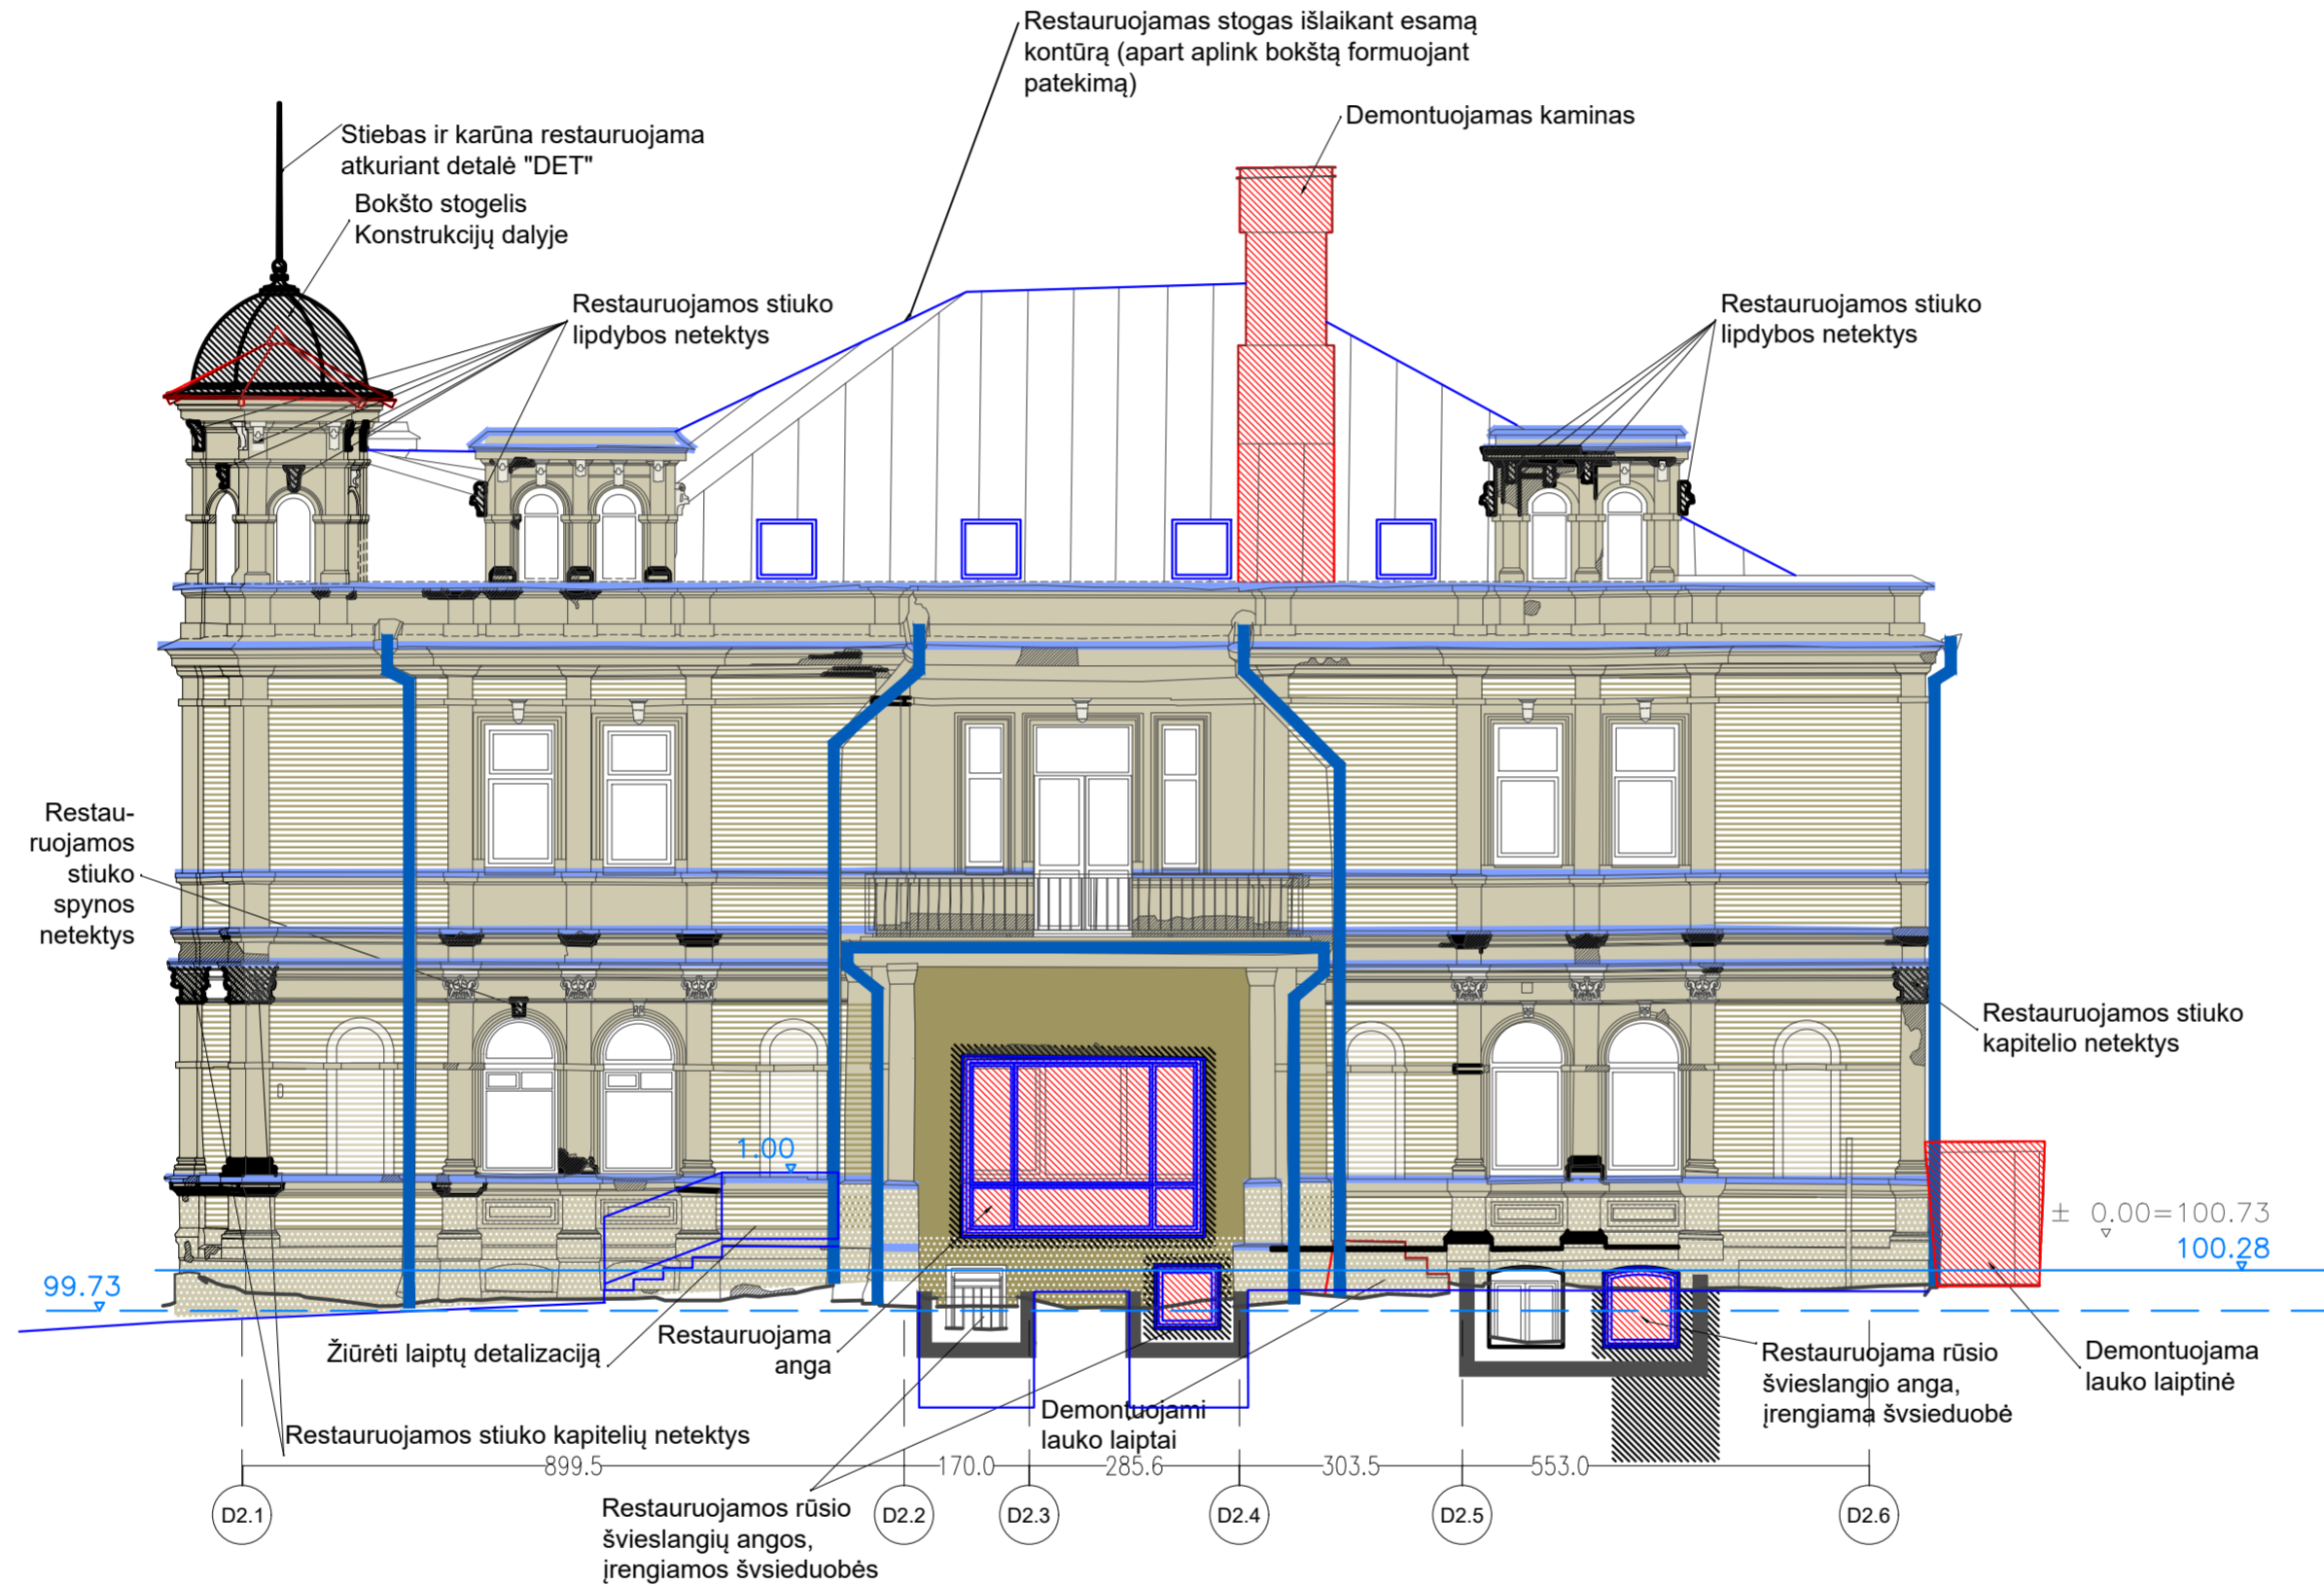 Restauruojamas stogas išlaikant esamą
kontūrą (apart aplink bokštą formuojant
patekimą)
Demontuojamas kaminas
Stiebas ir karūna restauruojama
atkuriant detalė "DET"
Bokšto stogelis
Konstrukcijų dalyje
Restauruojamos stiuko
lipdybos netektys
Restauruojamos stiuko
lipdybos netektys
Restau-
ruojamos
stiuko
spynos
netektys
Restauruojamos stiuko
kapitelio netektys
1.00
± 0.00=100.73
100.28
99.73
Žiūrėti laiptų detalizaciją
Restauruojama
anga
Restauruojama rūsio
švieslangio anga,
įrengiama švsieduobė
Demontuojama
lauko laiptinė
Demontuojami
lauko laiptai
Restauruojamos stiuko kapitelių netektys
899.5 170.0 285.6 303.5 553.0
Restauruojamos rūsio
švieslangių angos,
įrengiamos švsieduobės
D2.1 D2.2 D2.3 D2.4 D2.5 D2.6